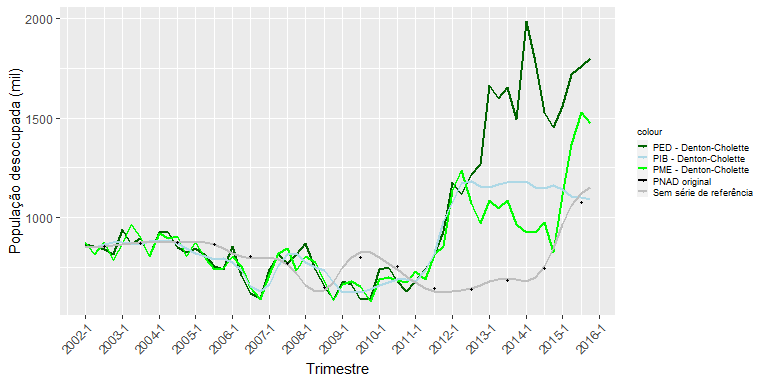 População desocupada (mil)
2000
1500
1000
2002-1
2003-1
2004-1
2005-1
2006-1
2007-1
2008-1
2009-1
2010-1
2011-1
2012-1
2013-1
2014-1
2015-1
2016-1
Trimestre
colour
PED - Denton-Cholette
PIB - Denton-Cholette
PME - Denton-Cholette
PNAD original
Sem série de referência